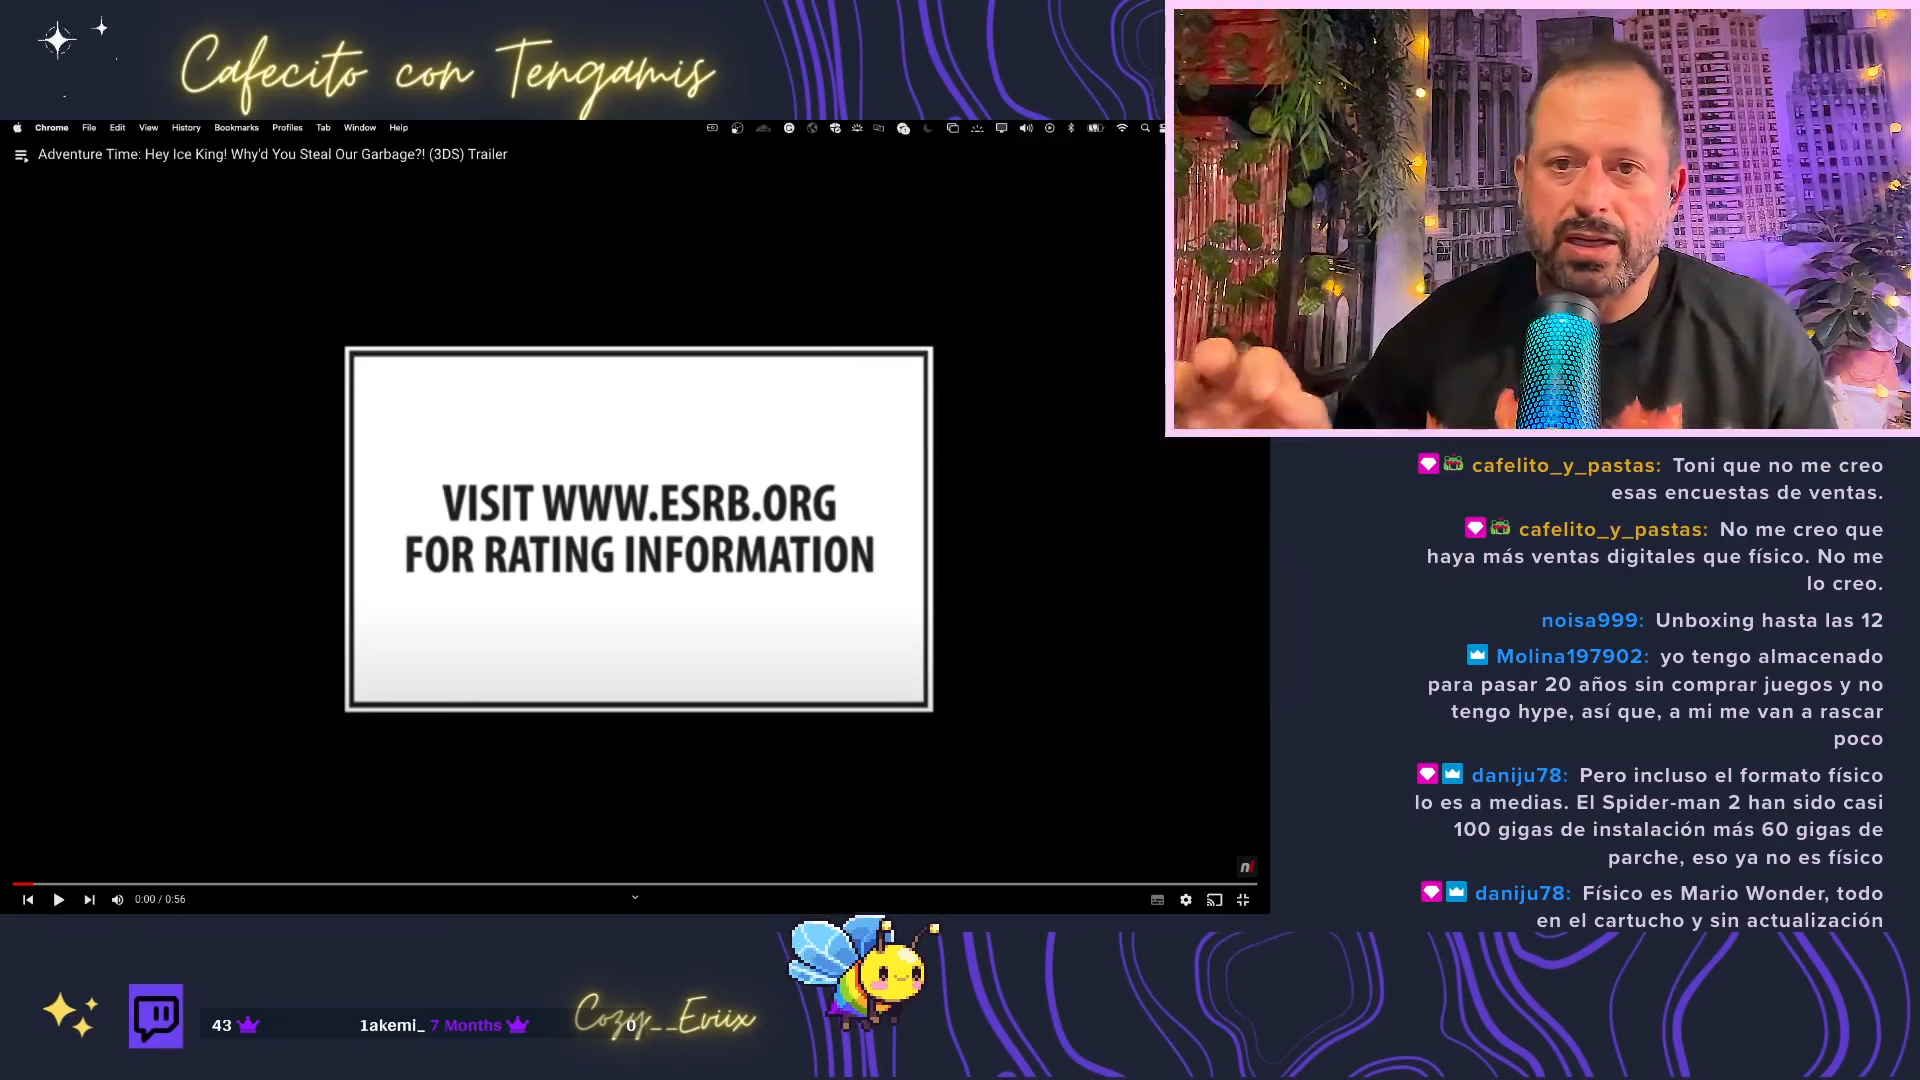 Cafecito con Tengamis
Chrome File Edit View History Bookmarks Profiles Tab Window Help
Adventure Time: Hey Ice King! Why'd You Steal Our Garbage?! (3DS) Trailer
VISIT WWW.ESRB.ORG
FOR RATING INFORMATION
0:00 / 0:56
cafelito_y_pastas: Toni que no me creo
esas encuestas de ventas.
cafelito_y_pastas: No me creo que
haya más ventas digitales que físico. No me
lo creo.
noisa999: Unboxing hasta las 12
Molina197902: yo tengo almacenado
para pasar 20 años sin comprar juegos y no
tengo hype, así que, a mi me van a rascar
poco
daniju78: Pero incluso el formato físico
lo es a medias. El Spider-man 2 han sido casi
100 gigas de instalación más 60 gigas de
parche, eso ya no es físico
daniju78: Físico es Mario Wonder, todo
en el cartucho y sin actualización
43
1akemi_ 7 Months
Cozy__Eviix
0